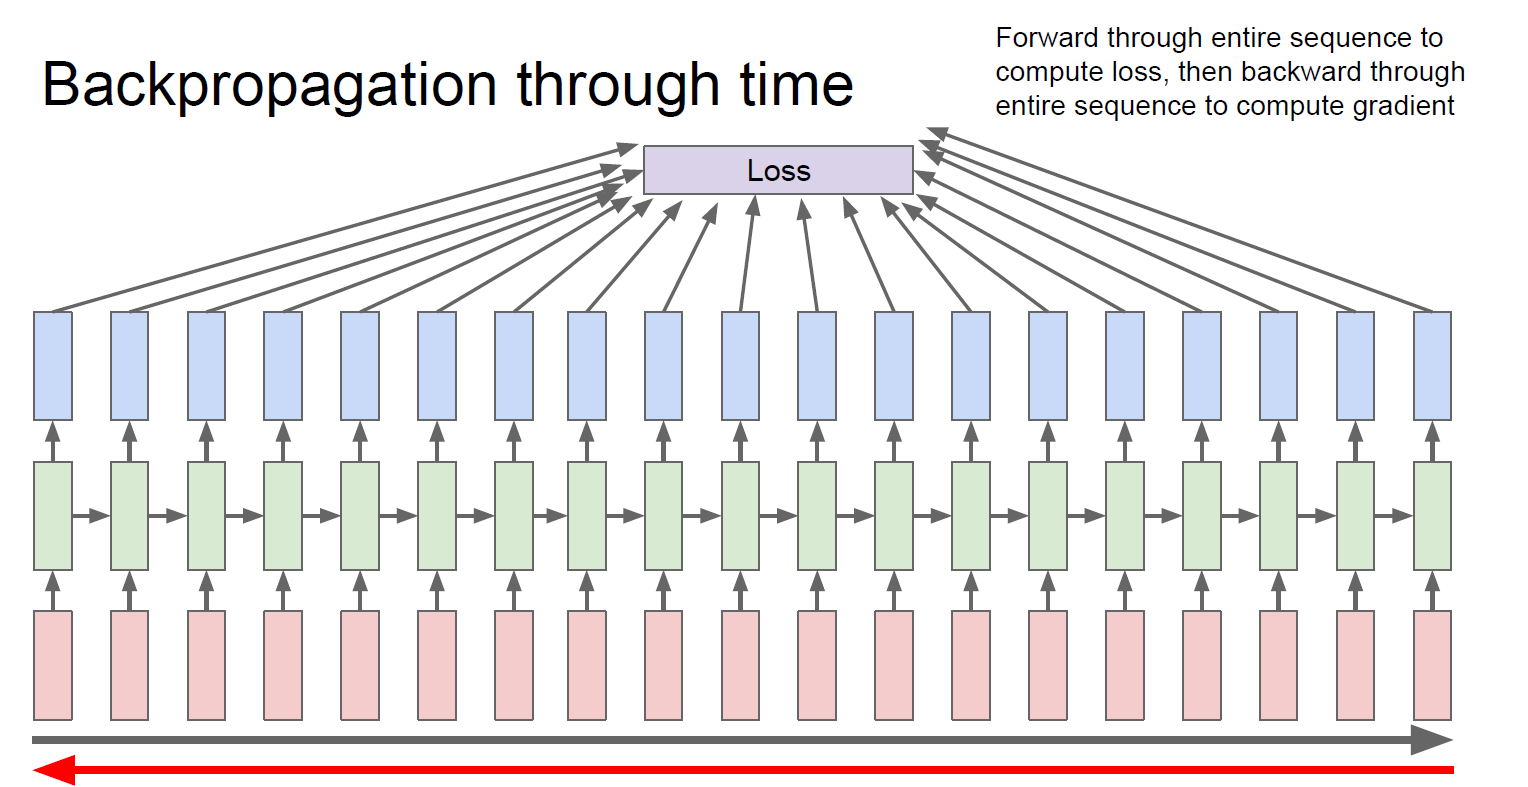 Backpropagation through time
Forward through entire sequence to
compute loss, then backward through
entire sequence to compute gradient
Loss